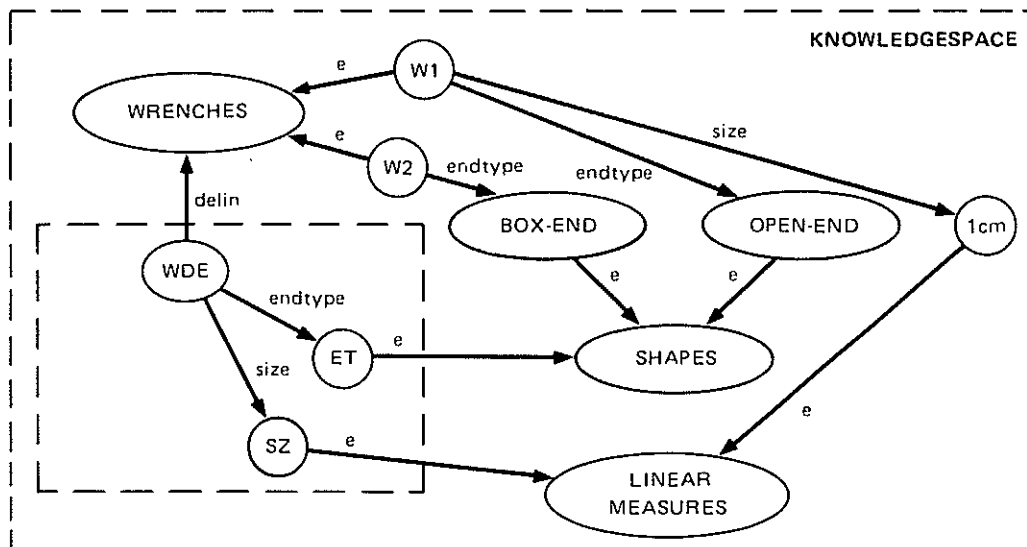 KNOWLEDGESPACE
e
W1
WRENCHES
size
e
W2
endtype
endtype
delin
BOX-END
OPEN-END
1cm
WDE
e
e
endtype
ET
e
SHAPES
size
e
SZ
e
LINEAR
MEASURES